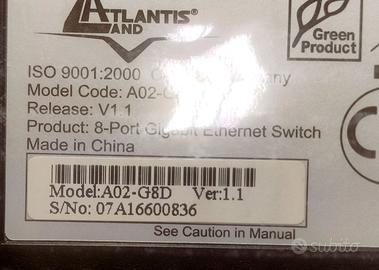 ATLANTIS®
LAND
Green
Product
ISO 9001:2000
Model Code: A02-
Release: V1.1
Product: 8-Port Gigabit Ethernet Switch
Made in China
Model:A02-G8D Ver:1.1
S/No: 07A16600836
See Caution in Manual
subito